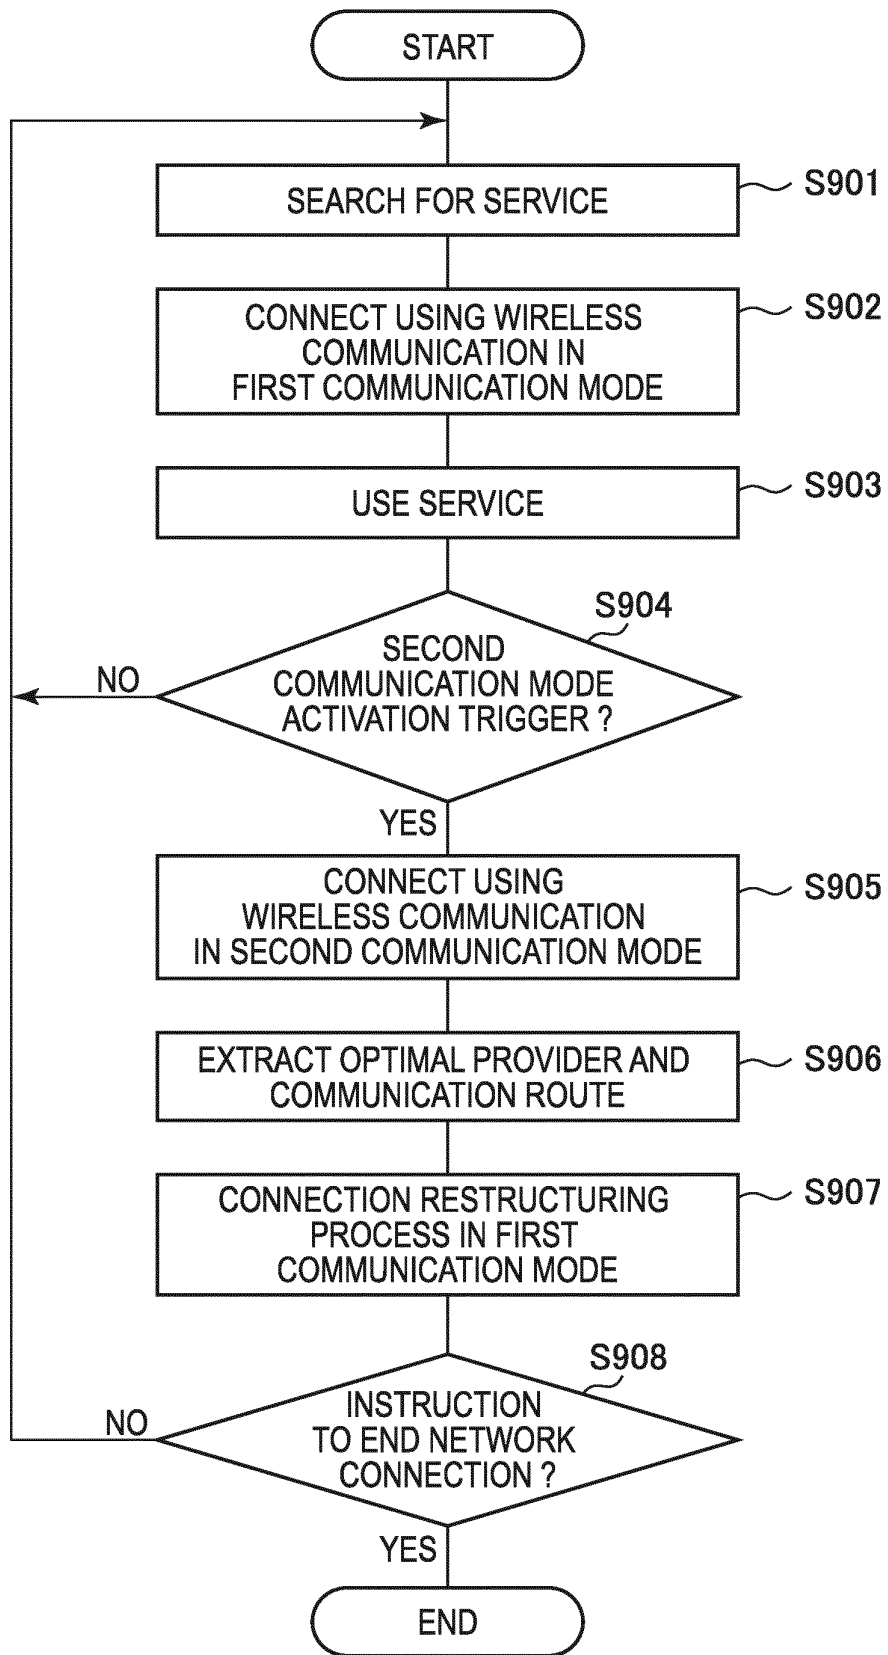 START
SEARCH FOR SERVICE
S901
CONNECT USING WIRELESS
COMMUNICATION IN
FIRST COMMUNICATION MODE
S902
USE SERVICE
S903
S904
SECOND
COMMUNICATION MODE
ACTIVATION TRIGGER ?
NO
YES
CONNECT USING
WIRELESS COMMUNICATION
IN SECOND COMMUNICATION MODE
S905
EXTRACT OPTIMAL PROVIDER AND
COMMUNICATION ROUTE
S906
CONNECTION RESTRUCTURING
PROCESS IN FIRST
COMMUNICATION MODE
S907
S908
INSTRUCTION
TO END NETWORK
CONNECTION ?
NO
YES
END